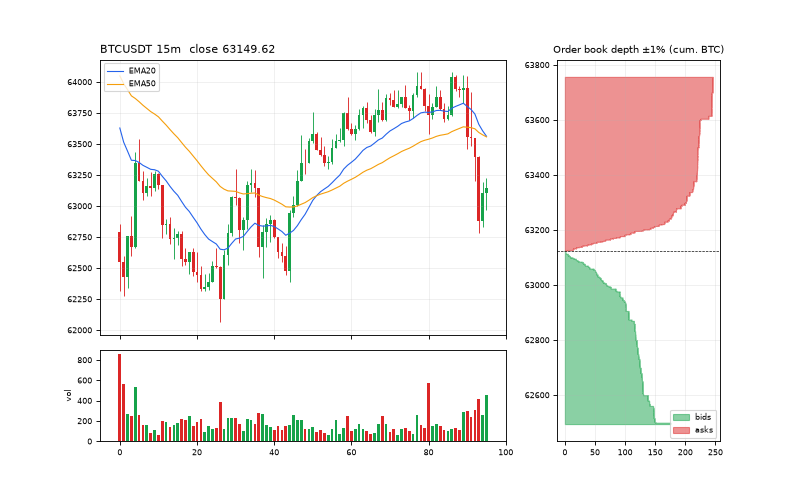 BTCUSDT 15m  close 63149.62
EMA20
EMA50
64000
63750
63500
63250
63000
62750
62500
62250
62000
vol
800
600
400
200
0
0 20 40 60 80 100
Order book depth ±1% (cum. BTC)
63800
63600
63400
63200
63000
62800
62600
bids
asks
0 50 100 150 200 250